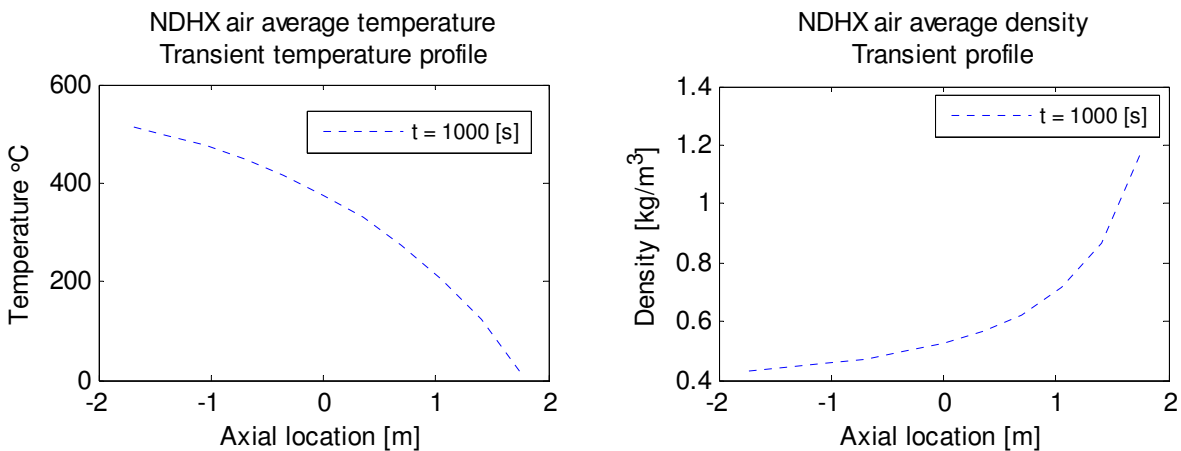 NDHX air average temperature
Transient temperature profile
600
400
200
0
-2
-1
0
1
2
Temperature °C
Axial location [m]
t = 1000 [s]
NDHX air average density
Transient profile
1.4
1.2
1
0.8
0.6
0.4
-2
-1
0
1
2
Density [kg/m³]
Axial location [m]
t = 1000 [s]